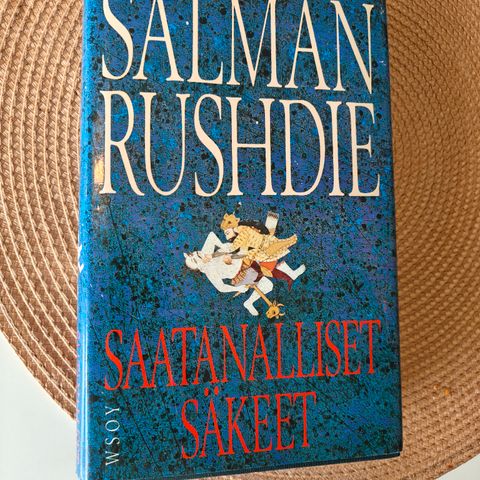 SALMAN
RUSHDIE
SAATANALLISET
SÄKEET
WSOY